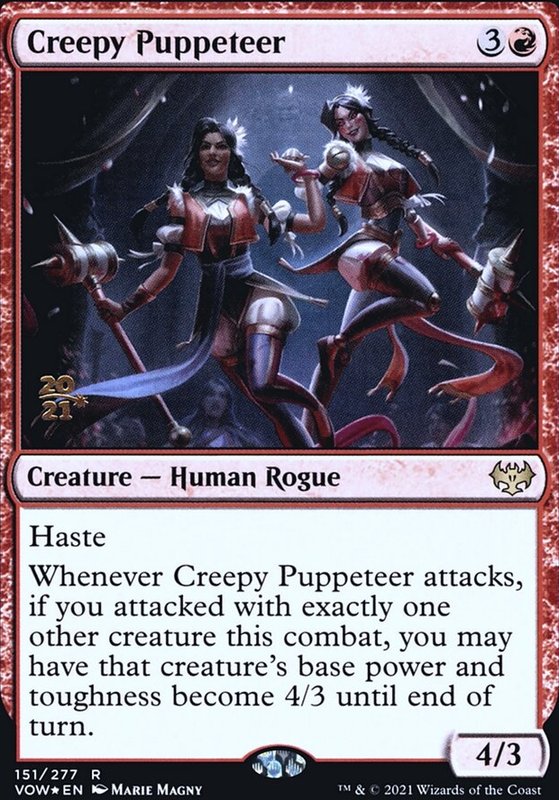 Creepy Puppeteer 3
20
21*
Creature — Human Rogue
Haste
Whenever Creepy Puppeteer attacks,
if you attacked with exactly one
other creature this combat, you may
have that creature's base power and
toughness become 4/3 until end of
turn.
4/3
151/277 R
VOW★EN Marie Magny
™ & © 2021 Wizards of the Coast